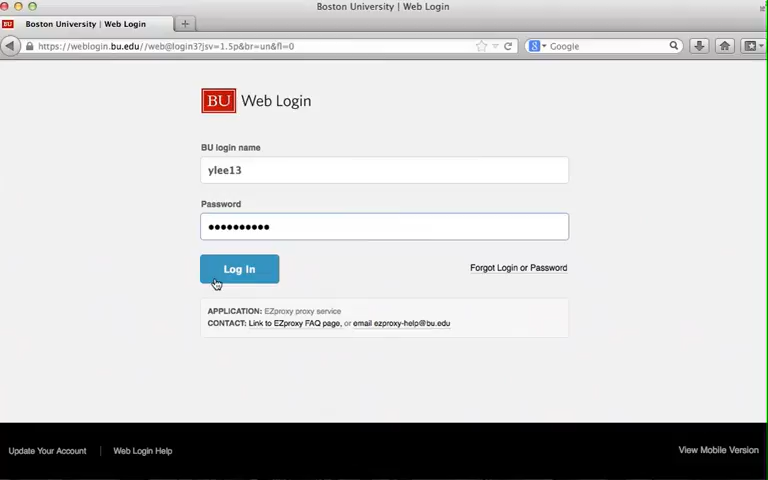 Boston University | Web Login
BU Boston University | Web Login +
https://weblogin.bu.edu//web@login3?jsv=1.5p&br=un&fl=0
Google
BU Web Login
BU login name
ylee13
Password
••••••••••
Log In
Forgot Login or Password
APPLICATION: EZproxy proxy service
CONTACT: Link to EZproxy FAQ page, or email ezproxy-help@bu.edu
Update Your Account | Web Login Help
View Mobile Version